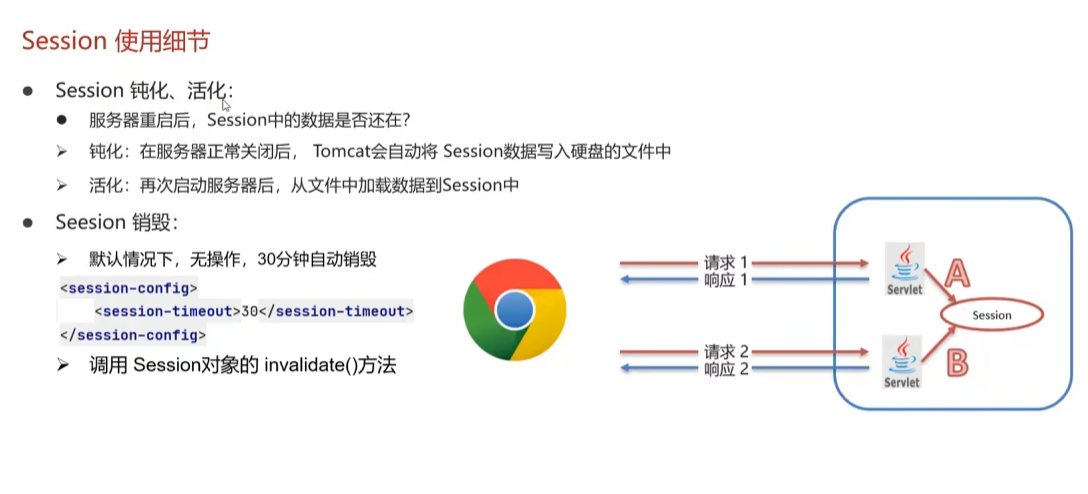 Session 使用细节
● Session 钝化、活化：
● 服务器重启后，Session中的数据是否还在？
➢ 钝化：在服务器正常关闭后， Tomcat会自动将 Session数据写入硬盘的文件中
➢ 活化：再次启动服务器后，从文件中加载数据到Session中
● Seesion 销毁：
➢ 默认情况下，无操作，30分钟自动销毁
<session-config>
<session-timeout>30</session-timeout>
</session-config>
➢ 调用 Session对象的 invalidate()方法
请求 1
响应 1
请求 2
响应 2
Servlet
A
Session
B
Servlet